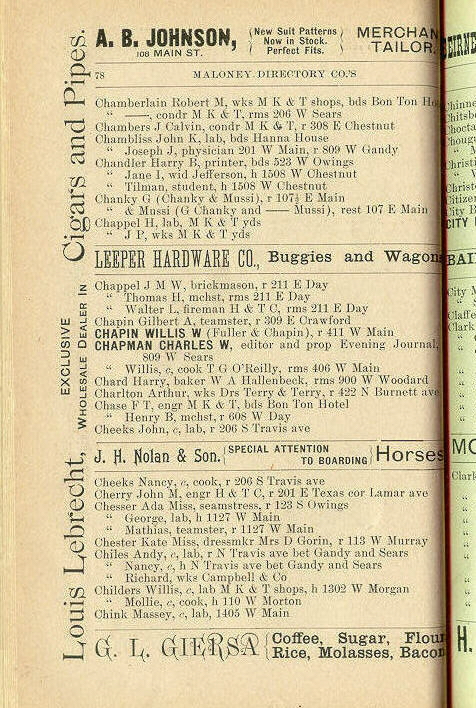 A. B. JOHNSON,
108 MAIN ST.
New Suit Patterns
Now in Stock.
Perfect Fits.
MERCHAN
TAILOR.
78 MALONEY DIRECTORY CO.'S
Chamberlain Robert M, wks M K & T shops, bds Bon Ton Ho
“ ——, condr M K & T, rms 206 W Sears
Chambers J Calvin, condr M K & T, r 308 E Chestnut
Chambliss John K, lab, bds Hanna House
“ Joseph J, physician 201 W Main, r 809 W Gandy
Chandler Harry B, printer, bds 523 W Owings
“ Jane I, wid Jefferson, h 1508 W Chestnut
“ Tilman, student, h 1508 W Chestnut
Chanky G (Chanky & Mussi), r 107½ E Main
“ & Mussi (G Chanky and —— Mussi), rest 107 E Main
Chappel H, lab, M K & T yds
“ J P, wks M K & T yds
LEEPER HARDWARE CO., Buggies and Wagon
Chappel J M W, brickmason, r 211 E Day
“ Thomas H, mchst, rms 211 E Day
“ Walter L, fireman H & T C, rms 211 E Day
Chapin Gilbert A, teamster, r 309 E Crawford
CHAPIN WILLIS W (Fuller & Chapin), r 411 W Main
CHAPMAN CHARLES W, editor and prop Evening Journal,
809 W Sears
“ Willis, c, cook T G O'Reilly, rms 406 W Main
Chard Harry, baker W A Hallenbeck, rms 900 W Woodard
Charlton Arthur, wks Drs Terry & Terry, r 422 N Burnett ave
Chase F T, engr M K & T, bds Bon Ton Hotel
“ Henry B, mchst, r 608 W Day
Cheeks John, c, lab, r 206 S Travis ave
J. H. Nolan & Son. SPECIAL ATTENTION
TO BOARDING Horses
Cheeks Nancy, c, cook, r 206 S Travis ave
Cherry John M, engr H & T C, r 201 E Texas cor Lamar ave
Chesser Ada Miss, seamstress, r 123 S Owings
“ George, lab, h 1127 W Main
“ Mathias, teamster, r 1127 W Main
Chester Kate Miss, dressmkr Mrs D Gorin, r 113 W Murray
Chiles Andy, c, lab, r N Travis ave bet Gandy and Sears
“ Nancy, c, h N Travis ave bet Gandy and Sears
“ Richard, wks Campbell & Co
Childers Willis, c, lab M K & T shops, h 1302 W Morgan
“ Mollie, c, cook, h 110 W Morton
Chink Massey, c, lab, 1405 W Main
G. L. GIERSA Coffee, Sugar, Flour
Rice, Molasses, Bacon
Louis Lebrecht, EXCLUSIVE
WHOLESALE DEALER IN Cigars and Pipes.